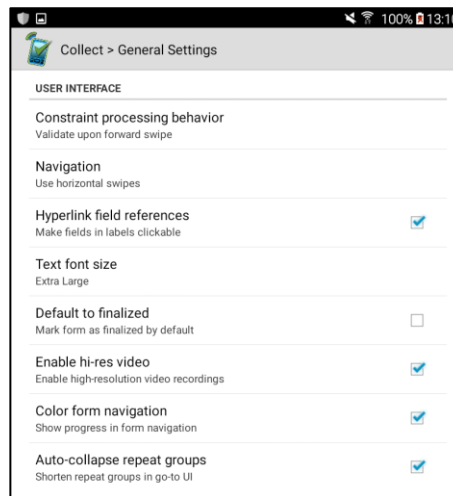 100% 13:10
Collect > General Settings
USER INTERFACE
Constraint processing behavior
Validate upon forward swipe
Navigation
Use horizontal swipes
Hyperlink field references
Make fields in labels clickable
Text font size
Extra Large
Default to finalized
Mark form as finalized by default
Enable hi-res video
Enable high-resolution video recordings
Color form navigation
Show progress in form navigation
Auto-collapse repeat groups
Shorten repeat groups in go-to UI